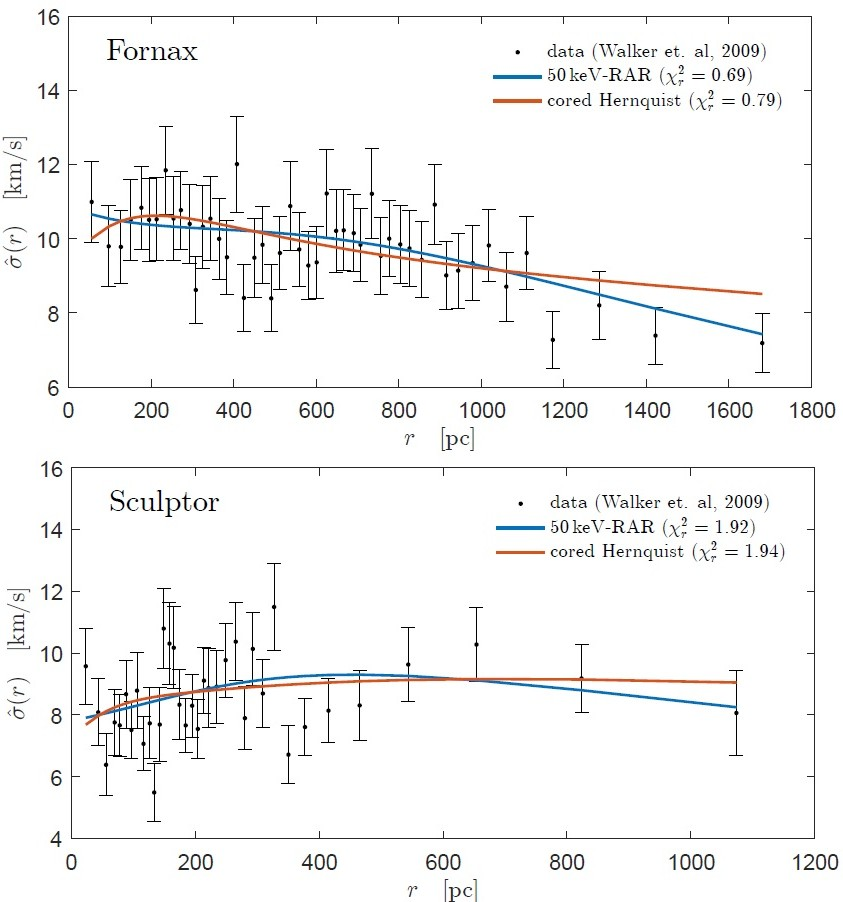 16
14
12
10
8
6
σ̂(r) [km/s]
Fornax
data (Walker et. al, 2009)
50 keV-RAR (χ²ᵣ = 0.69)
cored Hernquist (χ²ᵣ = 0.79)
0 200 400 600 800 1000 1200 1400 1600 1800
r [pc]
16
14
12
10
8
6
4
σ̂(r) [km/s]
Sculptor
data (Walker et. al, 2009)
50 keV-RAR (χ²ᵣ = 1.92)
cored Hernquist (χ²ᵣ = 1.94)
0 200 400 600 800 1000 1200
r [pc]